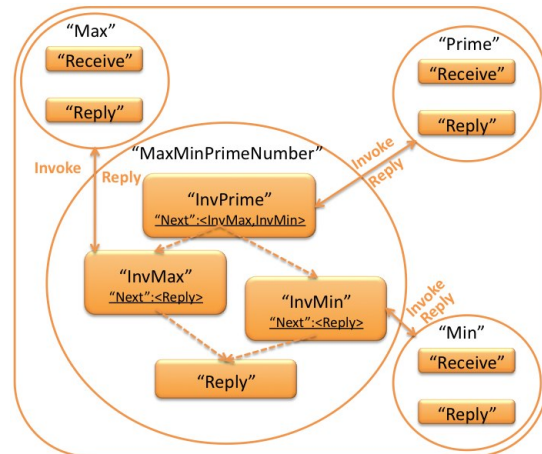 “Max”
“Receive”
“Reply”
“Prime”
“Receive”
“Reply”
Invoke
Reply
“MaxMinPrimeNumber”
Invoke
Reply
“InvPrime”
“Next”:<InvMax,InvMin>
“InvMax”
“Next”:<Reply>
“InvMin”
“Next”:<Reply>
Invoke
Reply
“Reply”
“Min”
“Receive”
“Reply”